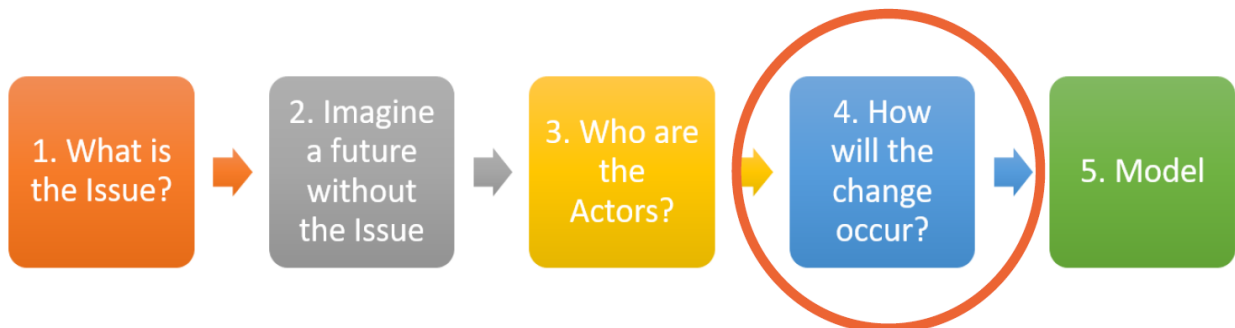 1. What is
the Issue?
2. Imagine
a future
without
the Issue
3. Who are
the
Actors?
4. How
will the
change
occur?
5. Model